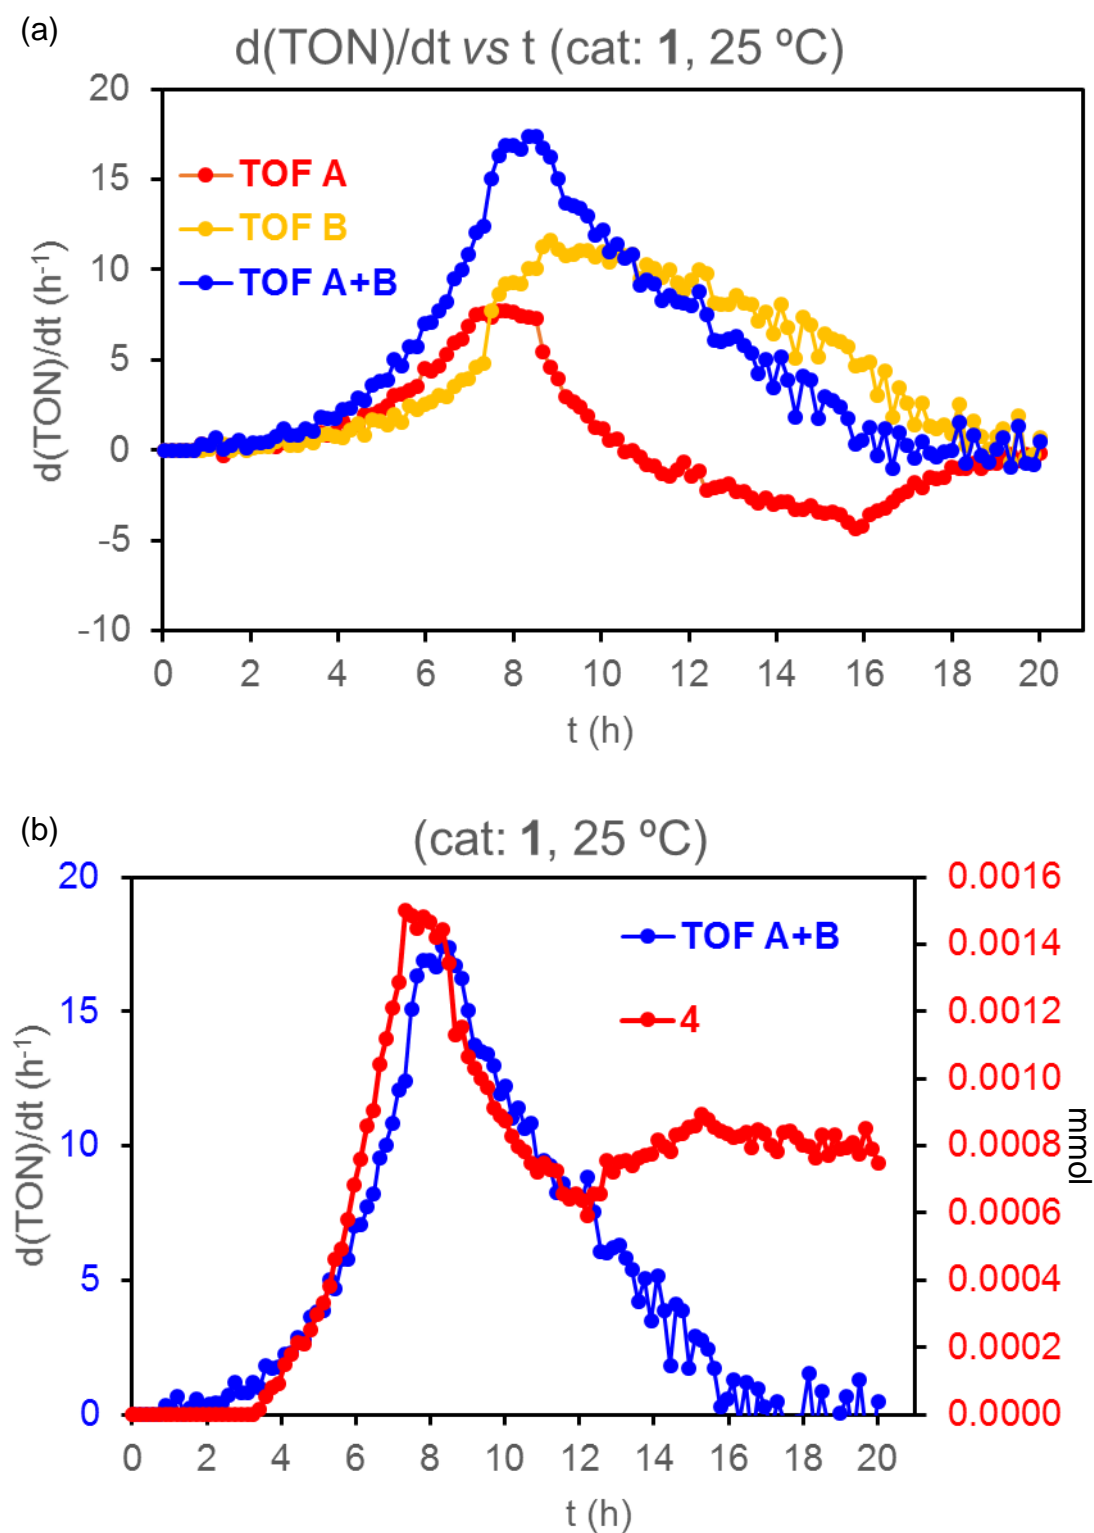 (a)
d(TON)/dt vs t (cat: 1, 25 ºC)
20
15
10
5
0
-5
-10
d(TON)/dt (h-1)
TOF A
TOF B
TOF A+B
0 2 4 6 8 10 12 14 16 18 20
t (h)
(b)
(cat: 1, 25 ºC)
20
15
10
5
0
d(TON)/dt (h-1)
TOF A+B
4
0.0016
0.0014
0.0012
0.0010
0.0008
0.0006
0.0004
0.0002
0.0000
mmol
0 2 4 6 8 10 12 14 16 18 20
t (h)